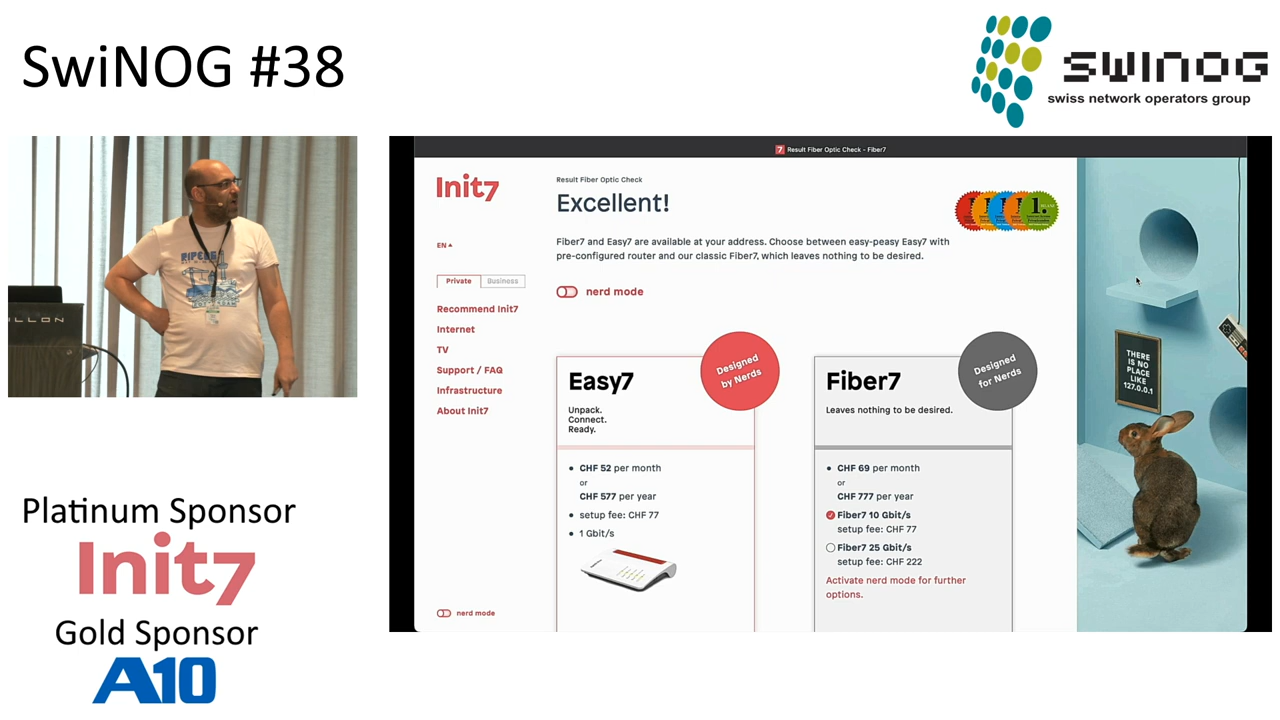 SwiNOG #38
SWINOG
swiss network operators group
7 Result Fiber Optic Check - Fiber7
Init7
EN
Private Business
Recommend Init7
Internet
TV
Support / FAQ
Infrastructure
About Init7
nerd mode
Result Fiber Optic Check
Excellent!
Fiber7 and Easy7 are available at your address. Choose between easy-peasy Easy7 with
pre-configured router and our classic Fiber7, which leaves nothing to be desired.
nerd mode
Designed
by Nerds
Easy7
Unpack.
Connect.
Ready.
CHF 52 per month
or
CHF 577 per year
setup fee: CHF 77
1 Gbit/s
Designed
for Nerds
Fiber7
Leaves nothing to be desired.
CHF 69 per month
or
CHF 777 per year
Fiber7 10 Gbit/s
setup fee: CHF 77
Fiber7 25 Gbit/s
setup fee: CHF 222
Activate nerd mode for further
options.
1.
THERE
IS NO
PLACE
LIKE
127.0.0.1
Platinum Sponsor
Init7
Gold Sponsor
A10